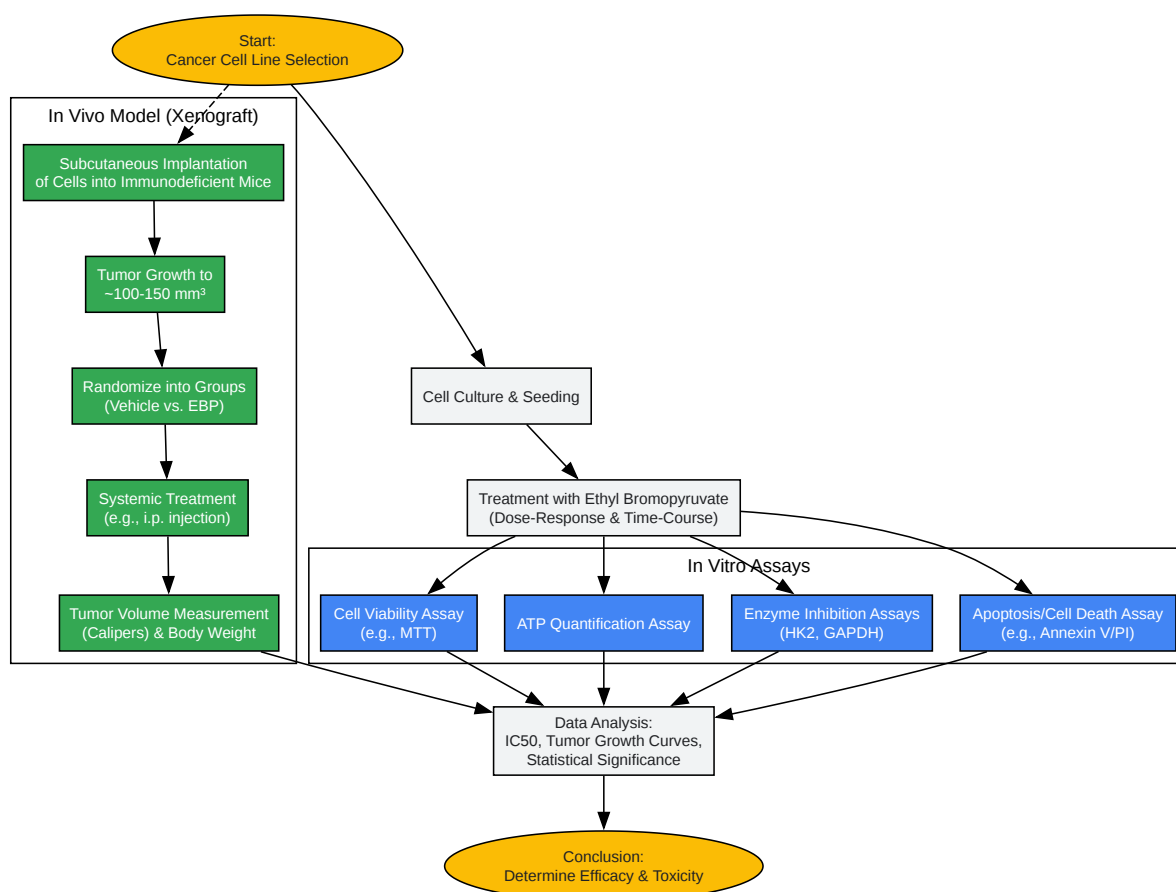 Start:
Cancer Cell Line Selection
In Vivo Model (Xenograft)
Subcutaneous Implantation
of Cells into Immunodeficient Mice
Tumor Growth to
~100-150 mm³
Randomize into Groups
(Vehicle vs. EBP)
Systemic Treatment
(e.g., i.p. injection)
Tumor Volume Measurement
(Calipers) & Body Weight
Cell Culture & Seeding
Treatment with Ethyl Bromopyruvate
(Dose-Response & Time-Course)
In Vitro Assays
Cell Viability Assay
(e.g., MTT)
ATP Quantification Assay
Enzyme Inhibition Assays
(HK2, GAPDH)
Apoptosis/Cell Death Assay
(e.g., Annexin V/PI)
Data Analysis:
IC50, Tumor Growth Curves,
Statistical Significance
Conclusion:
Determine Efficacy & Toxicity